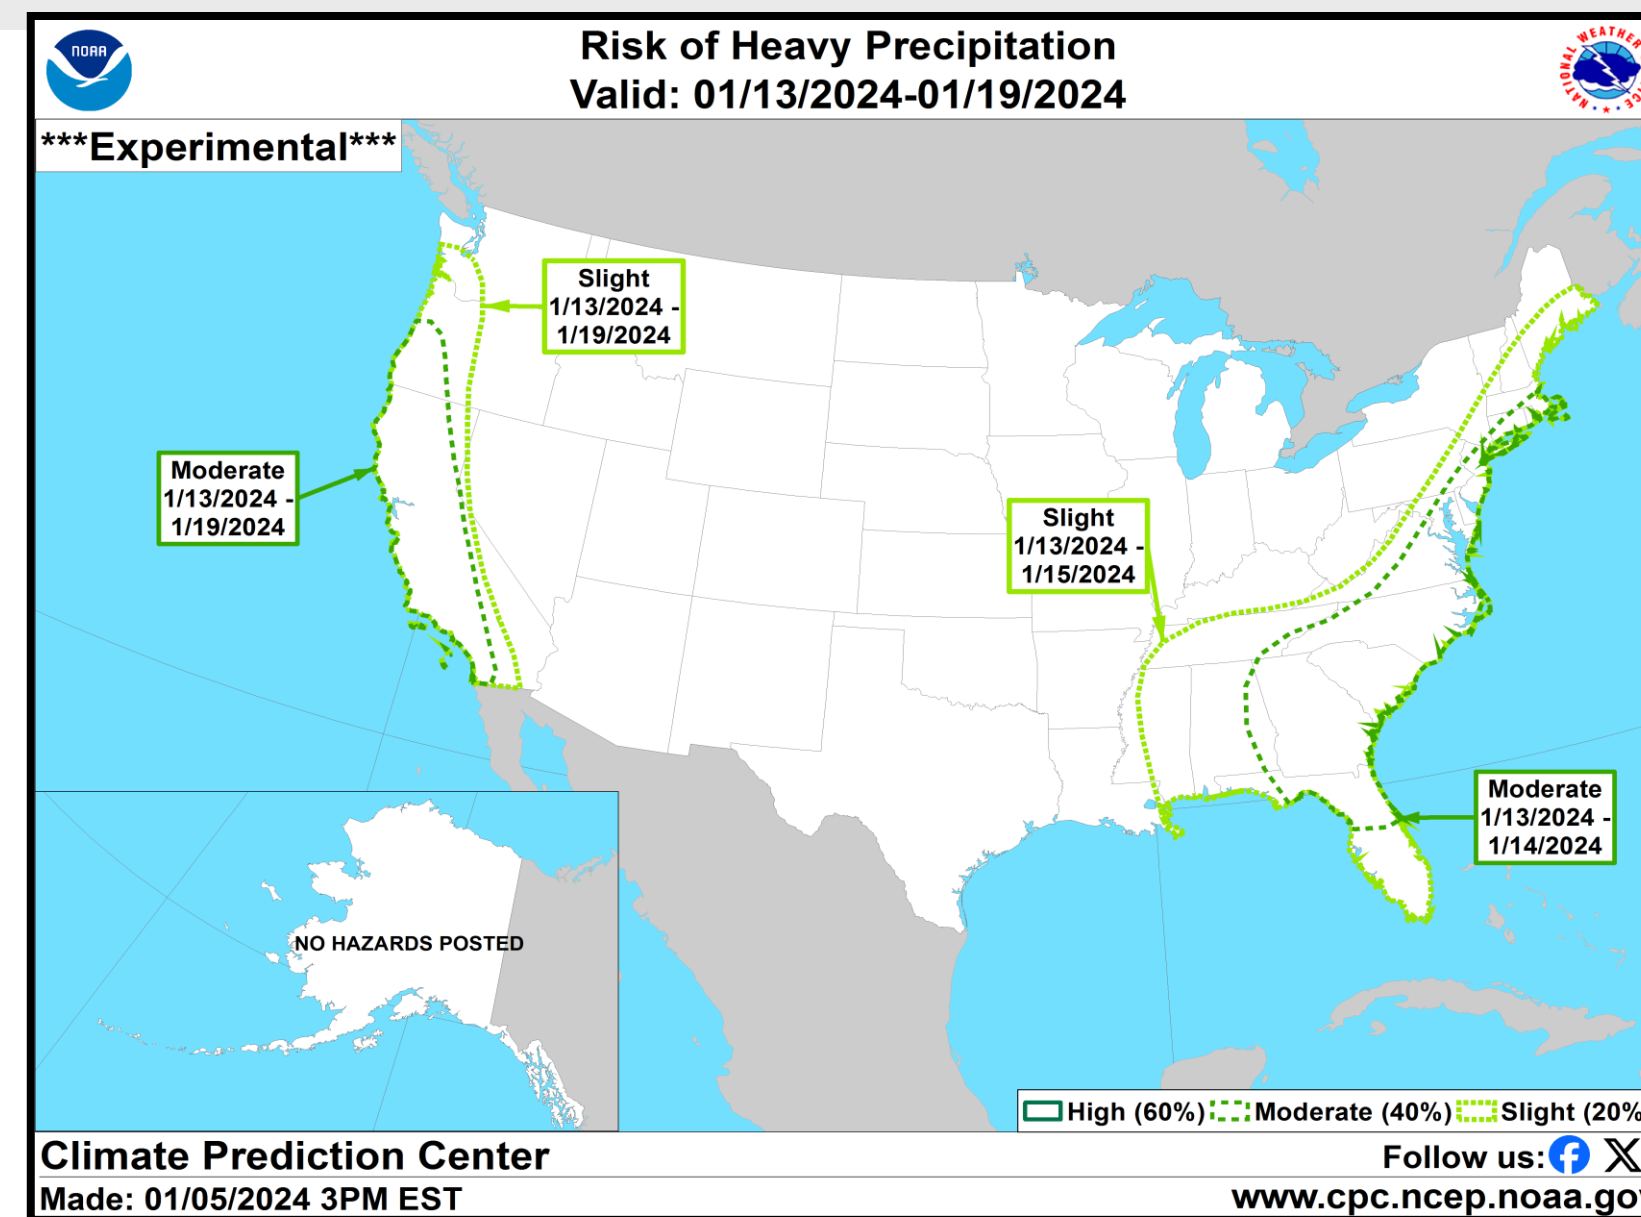 NOAA
Risk of Heavy Precipitation
Valid: 01/13/2024-01/19/2024
NATIONAL WEATHER
***Experimental***
Slight
1/13/2024 -
1/19/2024
Moderate
1/13/2024 -
1/19/2024
Slight
1/13/2024 -
1/15/2024
Moderate
1/13/2024 -
1/14/2024
NO HAZARDS POSTED
High (60%) Moderate (40%) Slight (20%
Climate Prediction Center
Follow us:
Made: 01/05/2024 3PM EST
www.cpc.ncep.noaa.gov